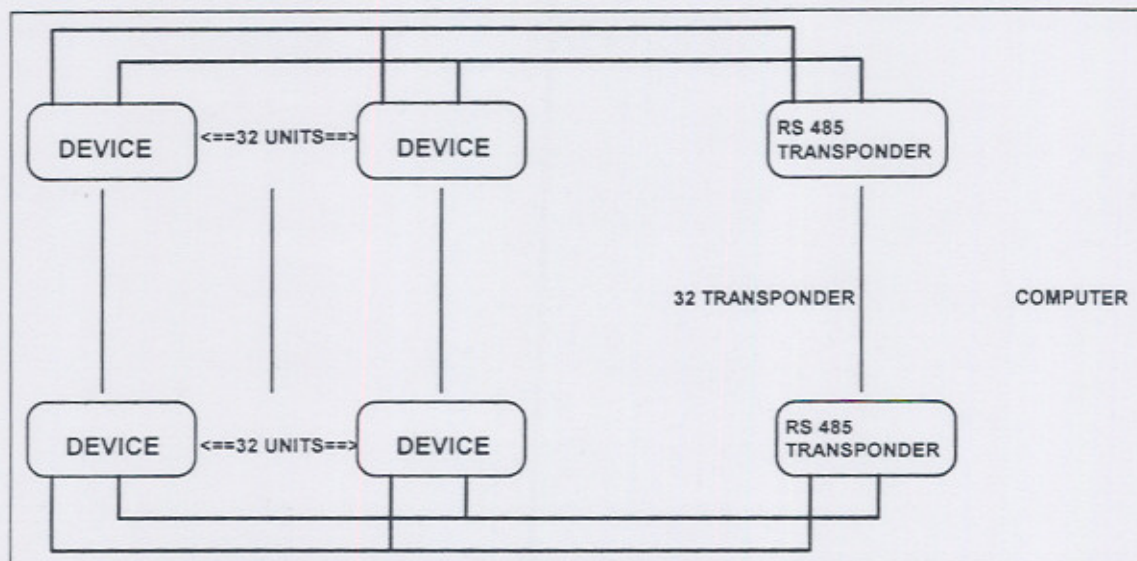 DEVICE
<==32 UNITS==>
DEVICE
RS 485
TRANSPONDER
32 TRANSPONDER
COMPUTER
DEVICE
<==32 UNITS==>
DEVICE
RS 485
TRANSPONDER